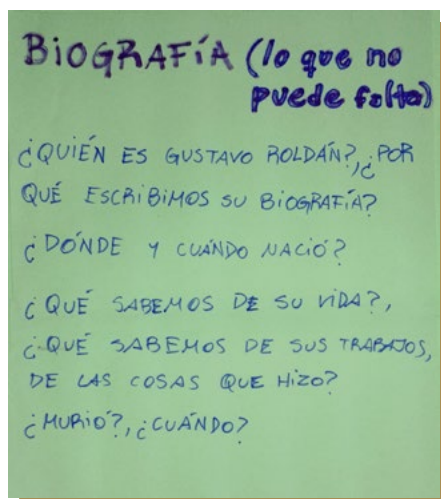 BIOGRAFÍA (lo que no
puede falta)
¿QUIÉN ES GUSTAVO ROLDÁN?, ¿POR
QUÉ ESCRIBIMOS SU BIOGRAFÍA?
¿DÓNDE Y CUÁNDO NACIÓ?
¿QUÉ SABEMOS DE SU VIDA?,
¿QUÉ SABEMOS DE SUS TRABAJOS,
DE LAS COSAS QUE HIZO?
¿MURIÓ?, ¿CUÁNDO?